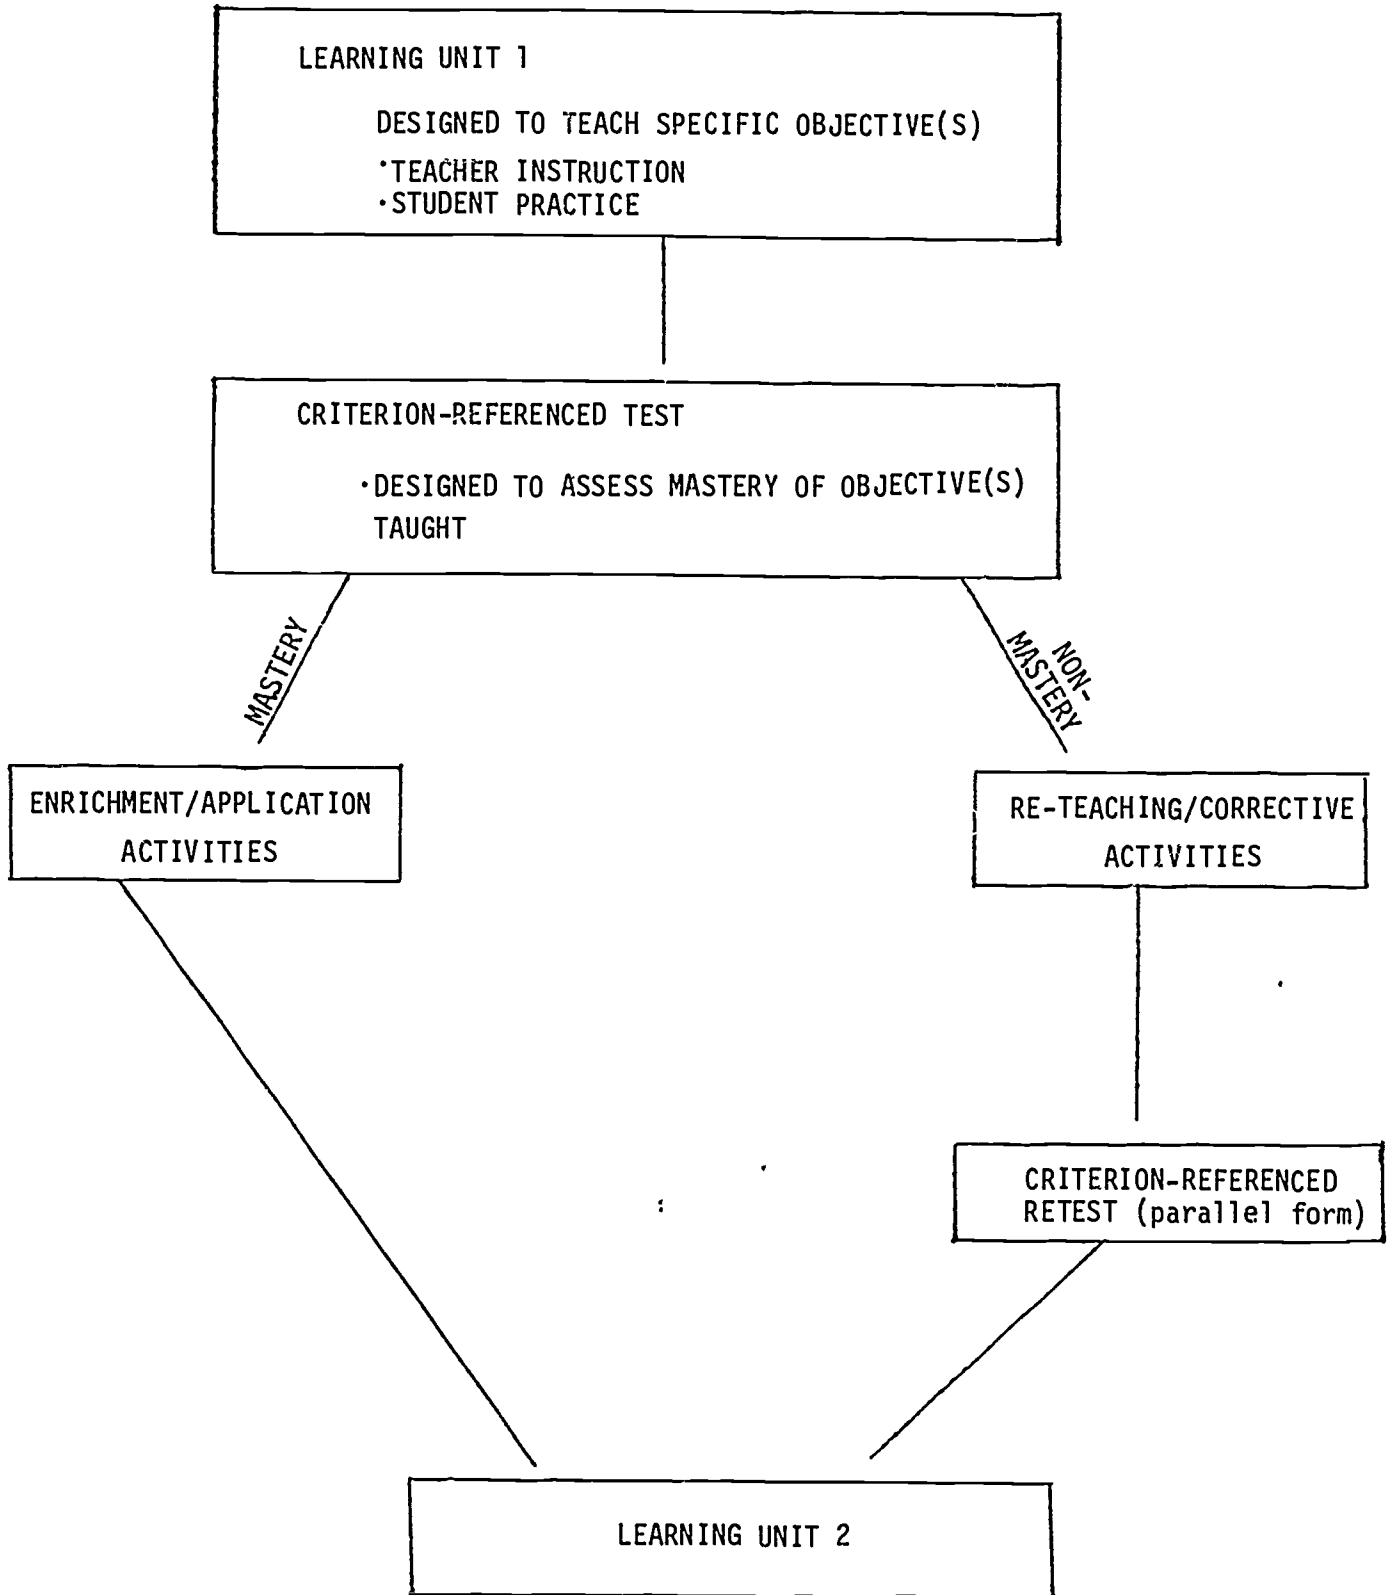 LEARNING UNIT 1
DESIGNED TO TEACH SPECIFIC OBJECTIVE(S)
·TEACHER INSTRUCTION
·STUDENT PRACTICE
CRITERION-REFERENCED TEST
·DESIGNED TO ASSESS MASTERY OF OBJECTIVE(S)
TAUGHT
MASTERY
NON-
MASTERY
ENRICHMENT/APPLICATION
ACTIVITIES
RE-TEACHING/CORRECTIVE
ACTIVITIES
CRITERION-REFERENCED
RETEST (parallel form)
LEARNING UNIT 2